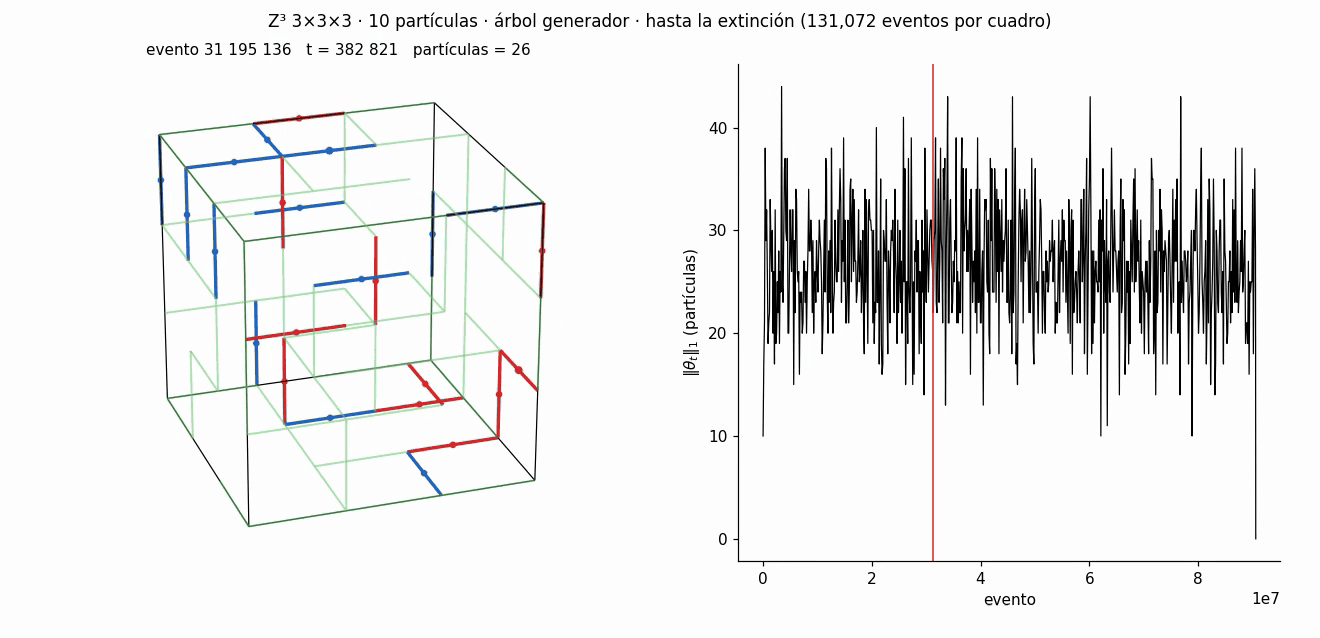 Z³ 3×3×3 · 10 partículas · árbol generador · hasta la extinción (131,072 eventos por cuadro)
evento 31 195 136   t = 382 821   partículas = 26
‖θₜ‖₁ (partículas)
40
30
20
10
0
0 2 4 6 8
evento
1e7